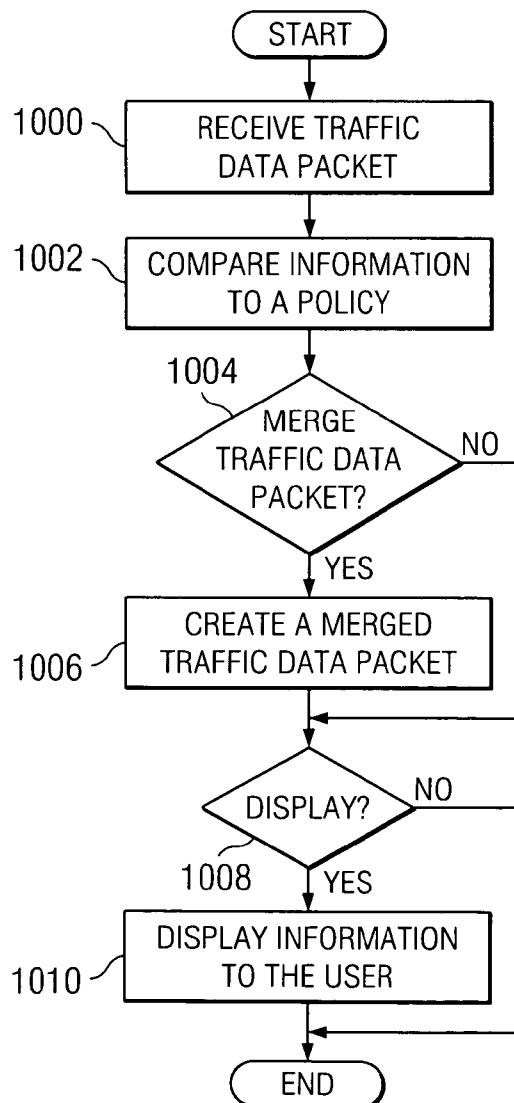 START
1000
RECEIVE TRAFFIC
DATA PACKET
1002
COMPARE INFORMATION
TO A POLICY
1004
MERGE
TRAFFIC DATA
PACKET?
NO
YES
1006
CREATE A MERGED
TRAFFIC DATA PACKET
DISPLAY?
NO
1008
YES
1010
DISPLAY INFORMATION
TO THE USER
END